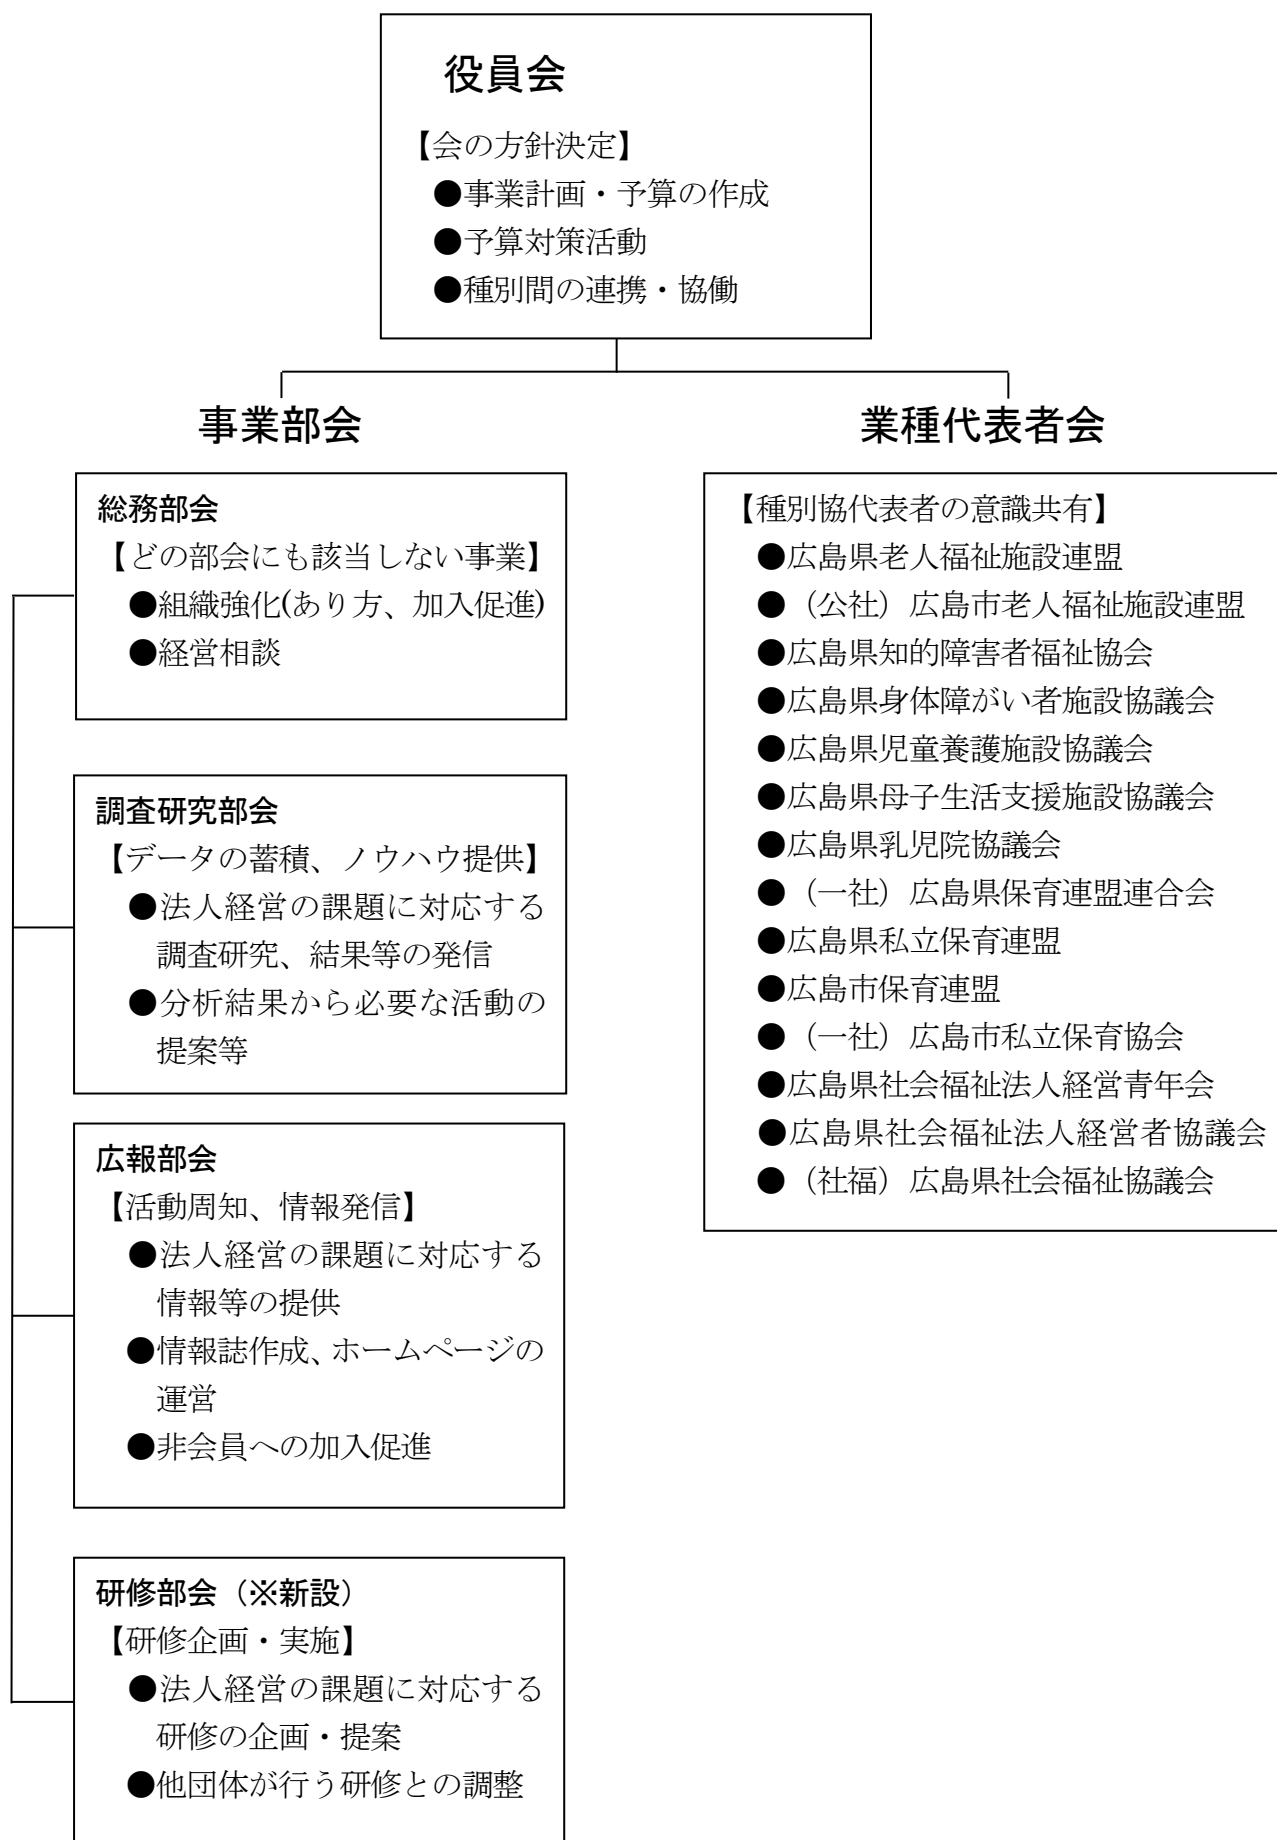 役員会
【会の方針決定】
●事業計画・予算の作成
●予算対策活動
●種別間の連携・協働
事業部会
総務部会
【どの部会にも該当しない事業】
●組織強化(あり方、加入促進)
●経営相談
調査研究部会
【データの蓄積、ノウハウ提供】
●法人経営の課題に対応する
調査研究、結果等の発信
●分析結果から必要な活動の
提案等
広報部会
【活動周知、情報発信】
●法人経営の課題に対応する
情報等の提供
●情報誌作成、ホームページの
運営
●非会員への加入促進
研修部会（※新設）
【研修企画・実施】
●法人経営の課題に対応する
研修の企画・提案
●他団体が行う研修との調整
業種代表者会
【種別協代表者の意識共有】
●広島県老人福祉施設連盟
●（公社）広島市老人福祉施設連盟
●広島県知的障害者福祉協会
●広島県身体障がい者施設協議会
●広島県児童養護施設協議会
●広島県母子生活支援施設協議会
●広島県乳児院協議会
●（一社）広島県保育連盟連合会
●広島県私立保育連盟
●広島市保育連盟
●（一社）広島市私立保育協会
●広島県社会福祉法人経営青年会
●広島県社会福祉法人経営者協議会
●（社福）広島県社会福祉協議会